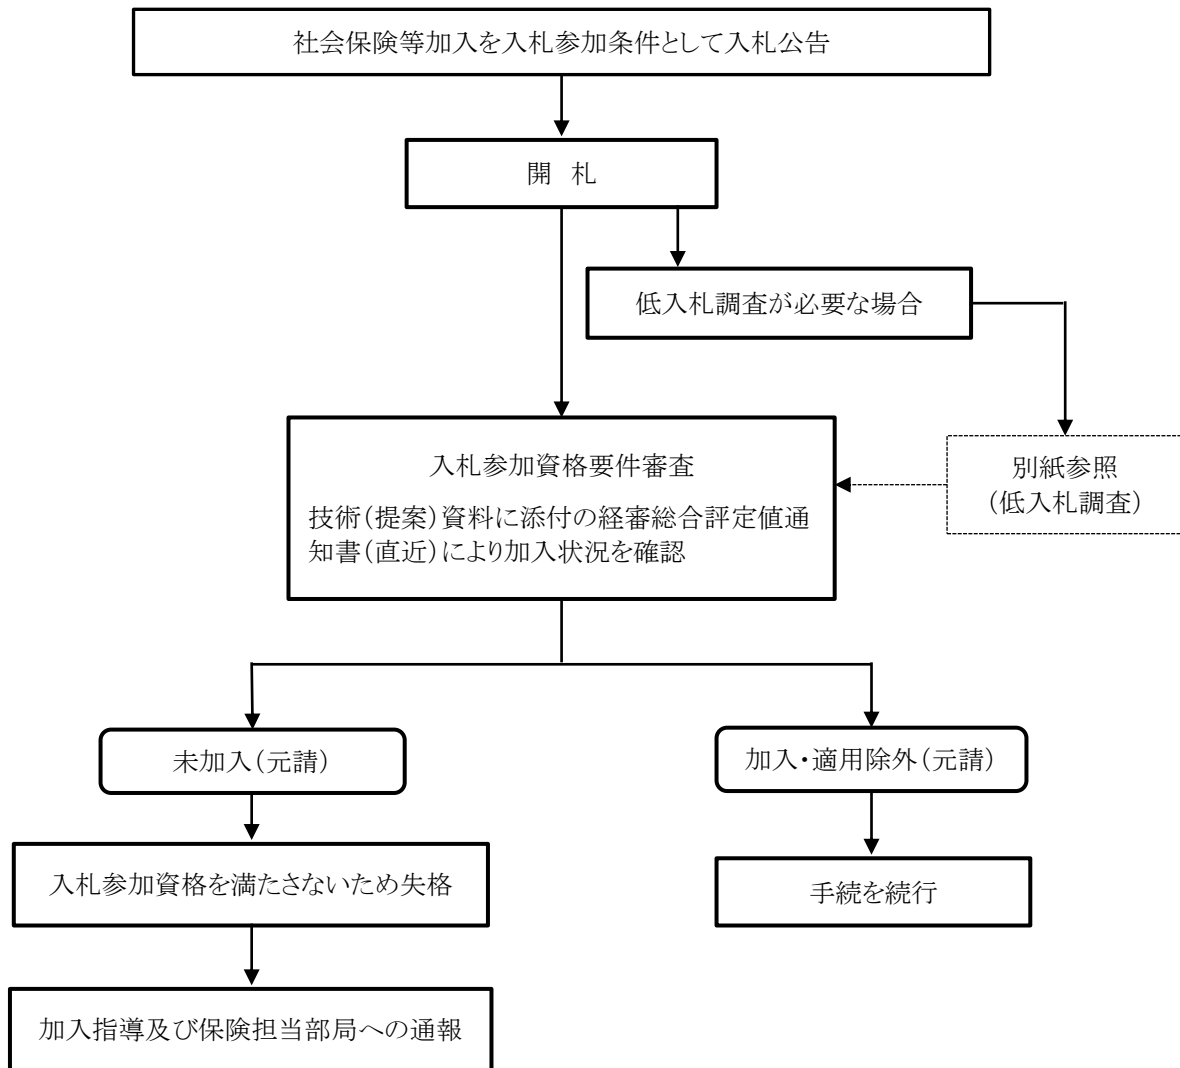 社会保険等加入を入札参加条件として入札公告
開 札
低入札調査が必要な場合
入札参加資格要件審査
技術(提案)資料に添付の経審総合評定値通
知書(直近)により加入状況を確認
別紙参照
(低入札調査)
未加入(元請)
加入・適用除外(元請)
入札参加資格を満たさないため失格
手続を続行
加入指導及び保険担当部局への通報